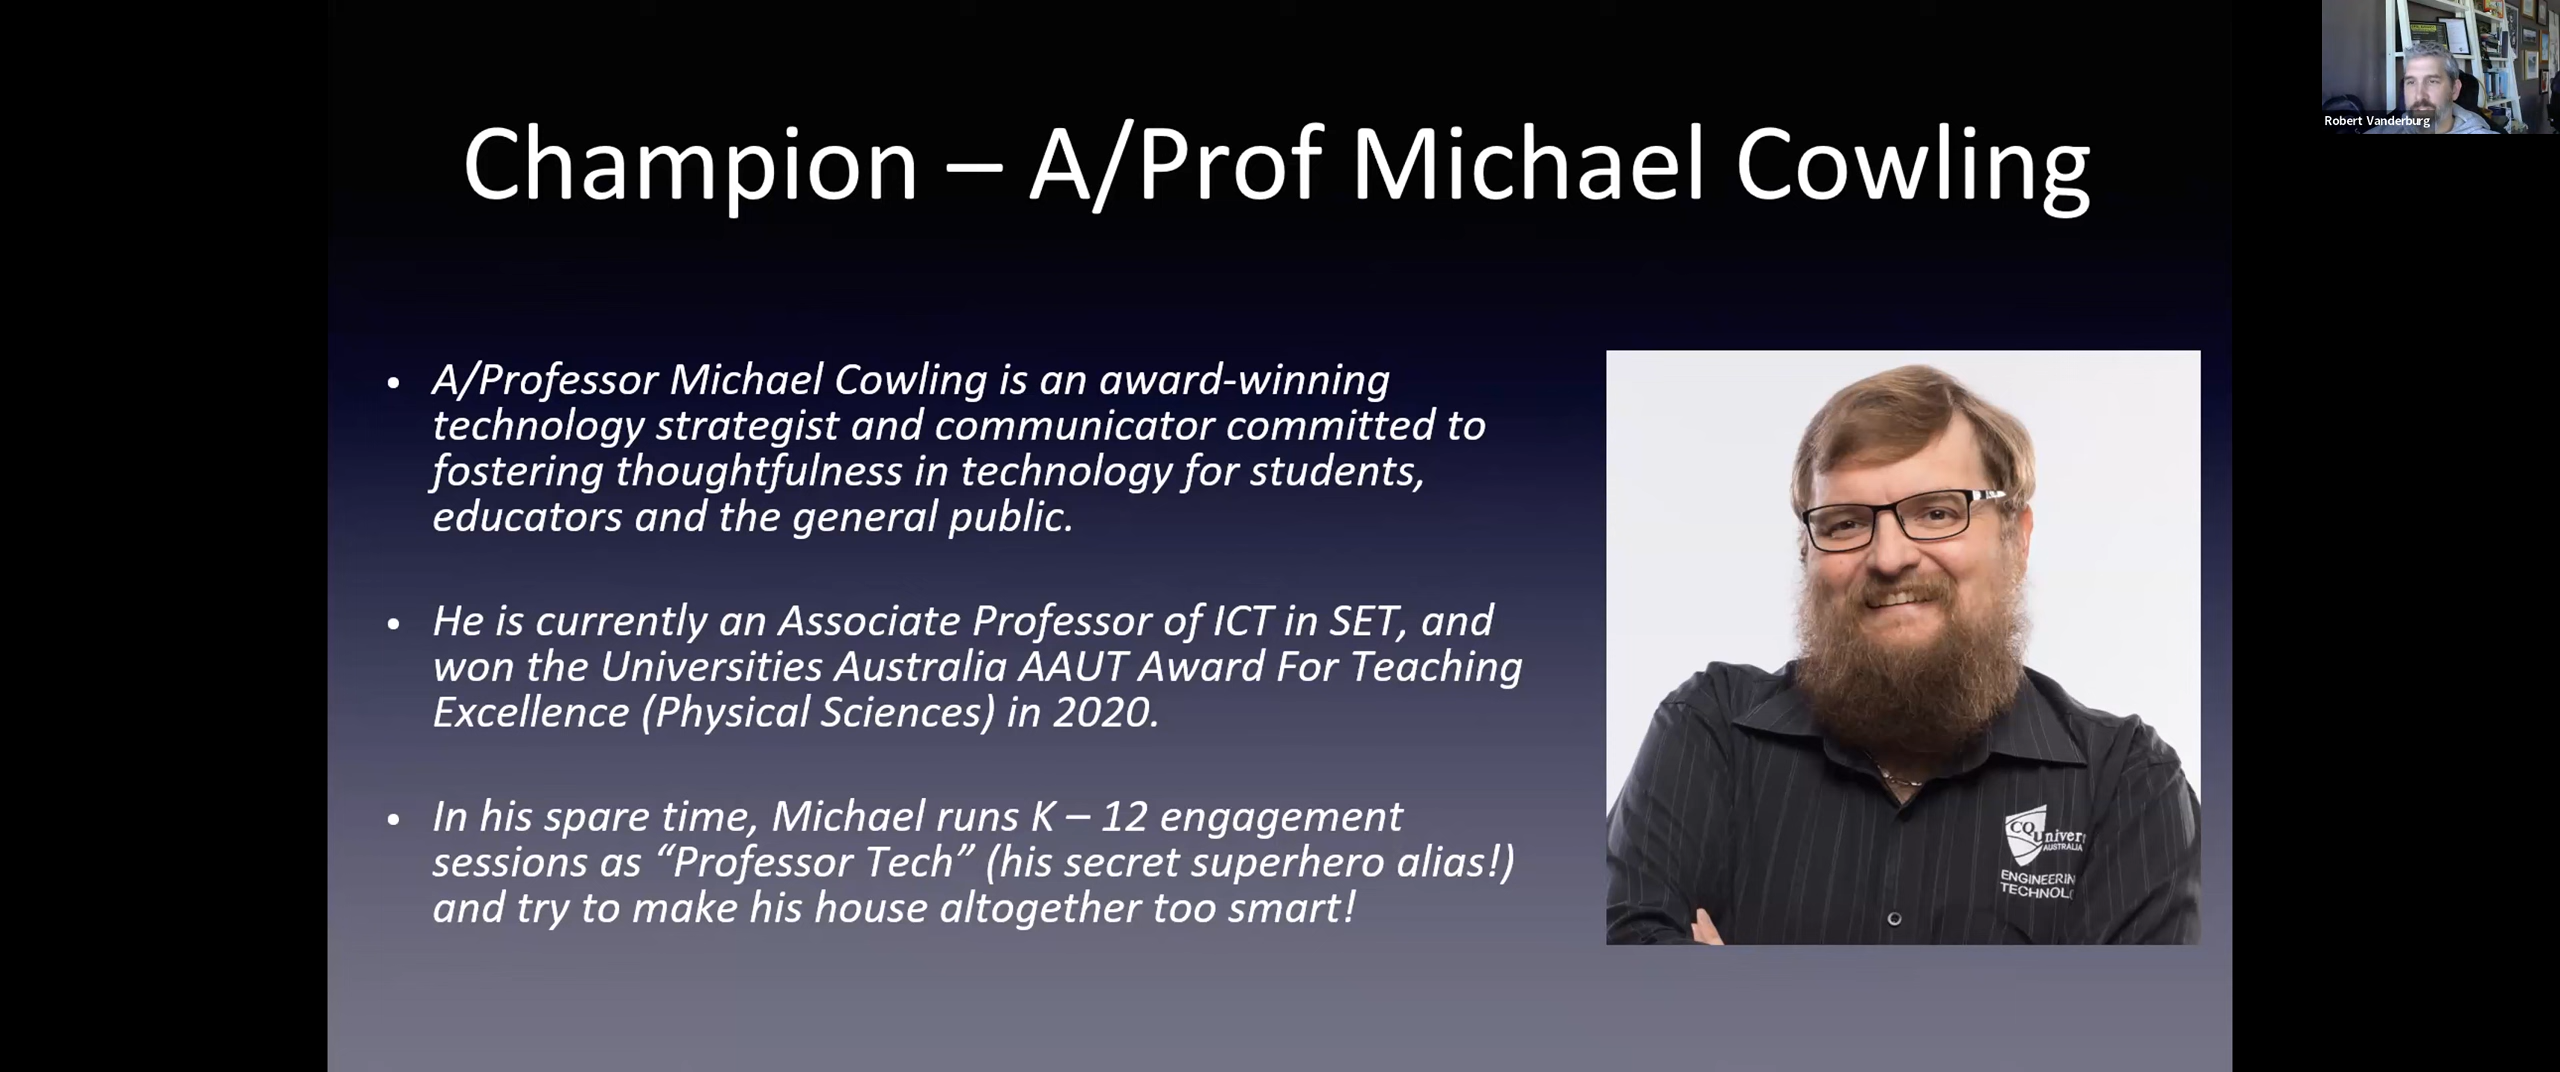 Champion – A/Prof Michael Cowling
Robert Vanderburg
• A/Professor Michael Cowling is an award-winning
technology strategist and communicator committed to
fostering thoughtfulness in technology for students,
educators and the general public.
• He is currently an Associate Professor of ICT in SET, and
won the Universities Australia AAUT Award For Teaching
Excellence (Physical Sciences) in 2020.
• In his spare time, Michael runs K – 12 engagement
sessions as “Professor Tech” (his secret superhero alias!)
and try to make his house altogether too smart!
CQUniver
AUSTRALIA
ENGINEERIN
TECHNOL